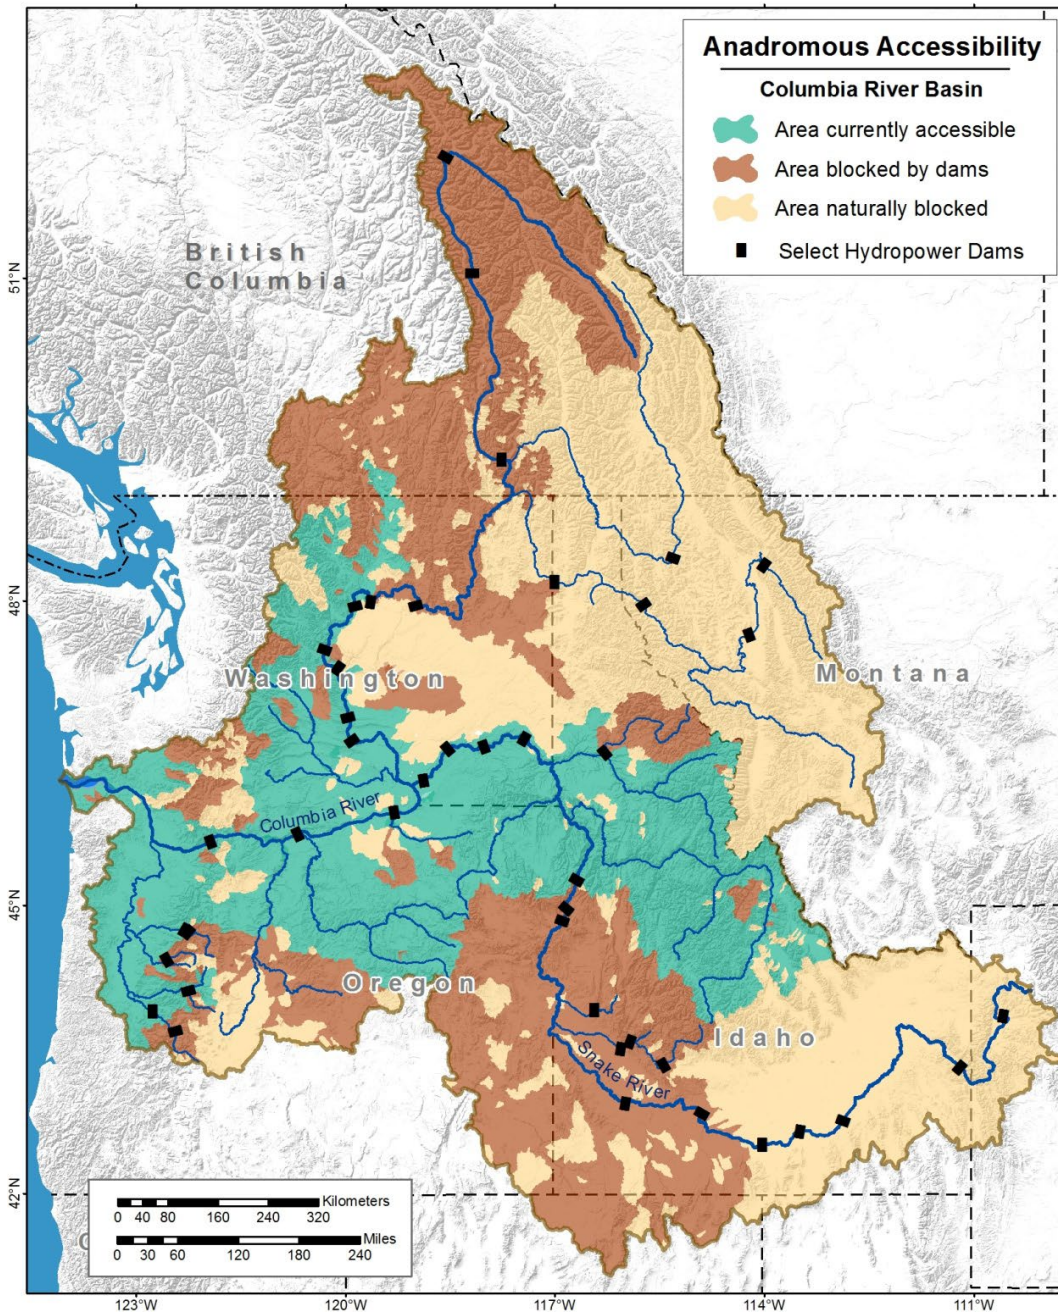 Anadromous Accessibility
Columbia River Basin
Area currently accessible
Area blocked by dams
Area naturally blocked
Select Hydropower Dams
British
Columbia
51°N
48°N
Washington
Montana
Columbia River
45°N
Oregon
Idaho
Snake River
42°N
Kilometers
0 40 80 160 240 320
Miles
0 30 60 120 180 240
123°W 120°W 117°W 114°W 111°W